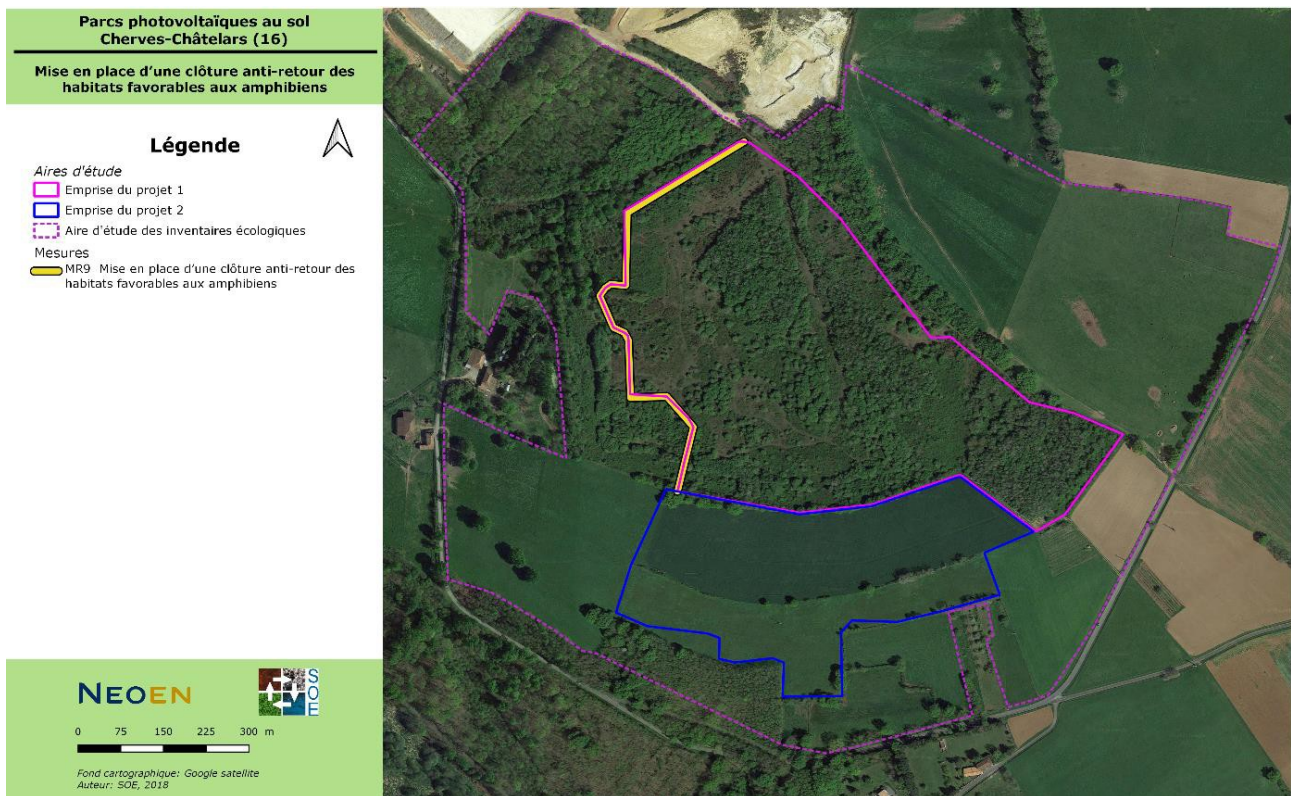 Parcs photovoltaïques au sol
Cherves-Châtelars (16)
Mise en place d'une clôture anti-retour des
habitats favorables aux amphibiens
Légende
Aires d'étude
Emprise du projet 1
Emprise du projet 2
Aire d'étude des inventaires écologiques
Mesures
MR9 Mise en place d'une clôture anti-retour des
habitats favorables aux amphibiens
NEOEN
SOE
0 75 150 225 300 m
Fond cartographique: Google satellite
Auteur: SOE, 2018